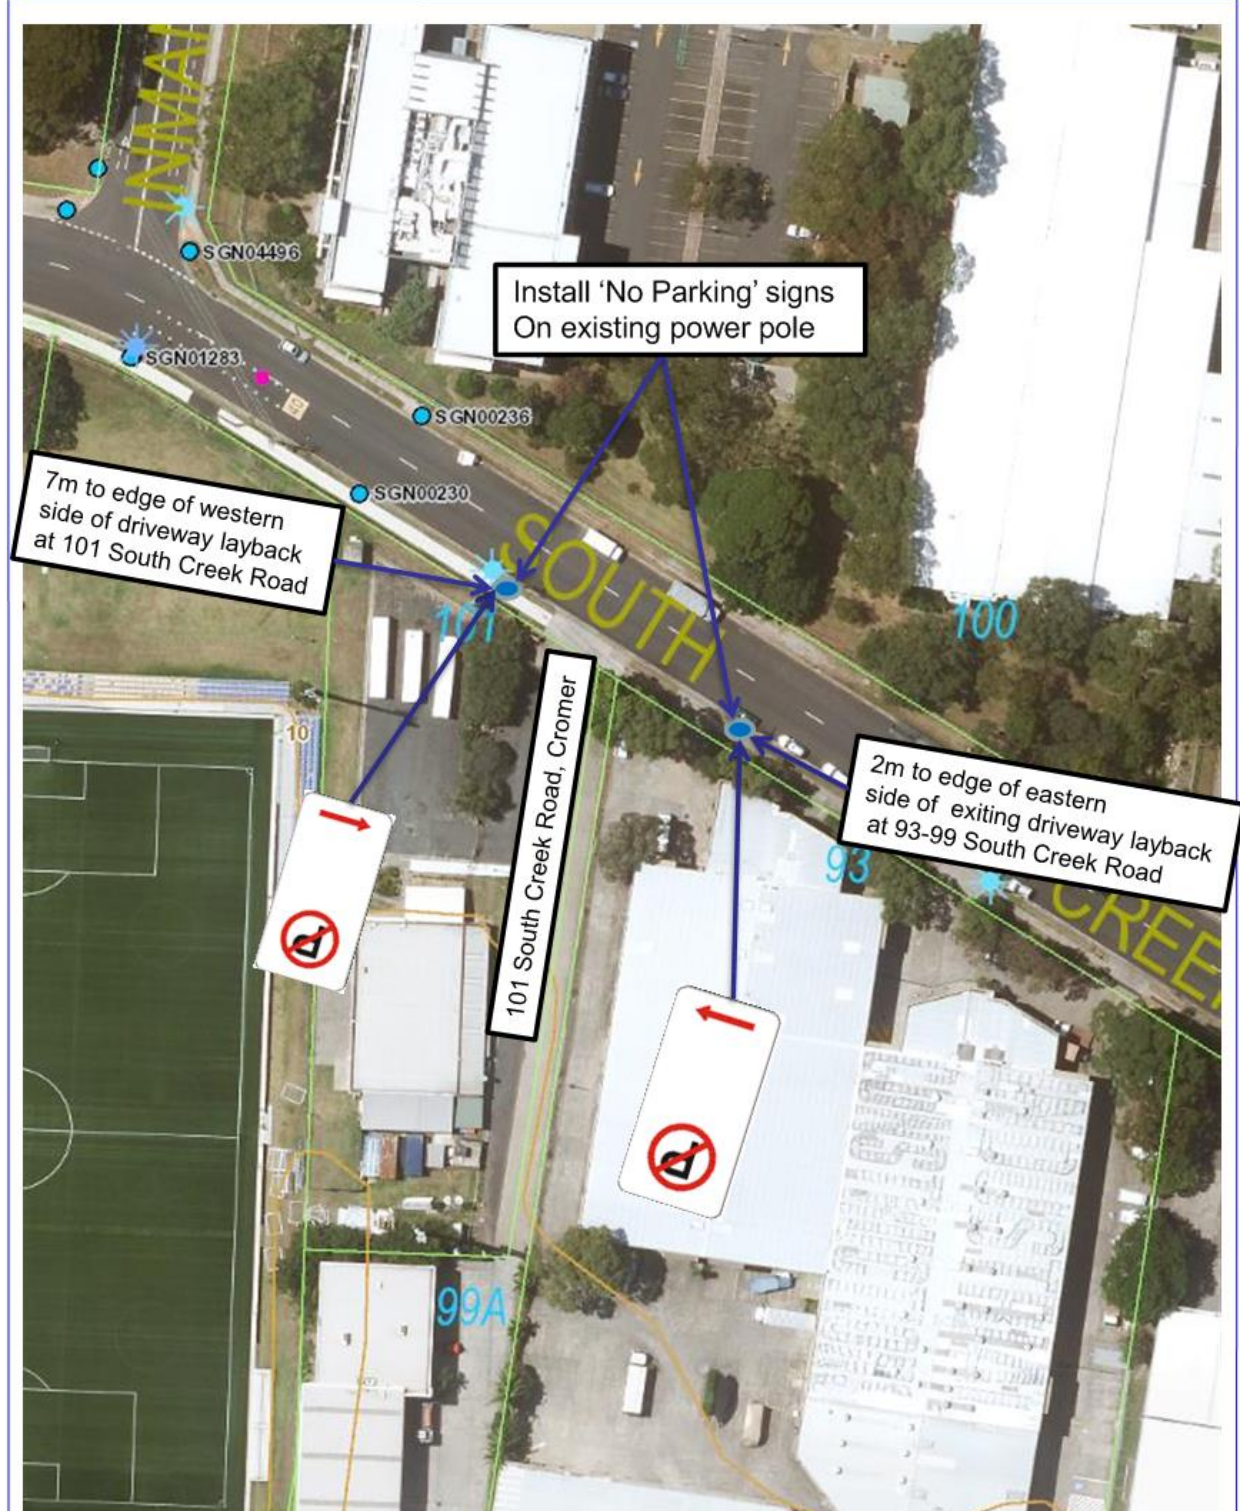 INMAN
SGN04496
Install ‘No Parking’ signs
On existing power pole
SGN01283
SGN00236
7m to edge of western
side of driveway layback
at 101 South Creek Road
SGN00230
SOUTH
101
100
10
101 South Creek Road, Cromer
2m to edge of eastern
side of  exiting driveway layback
at 93-99 South Creek Road
93
CREE
P
P
99A